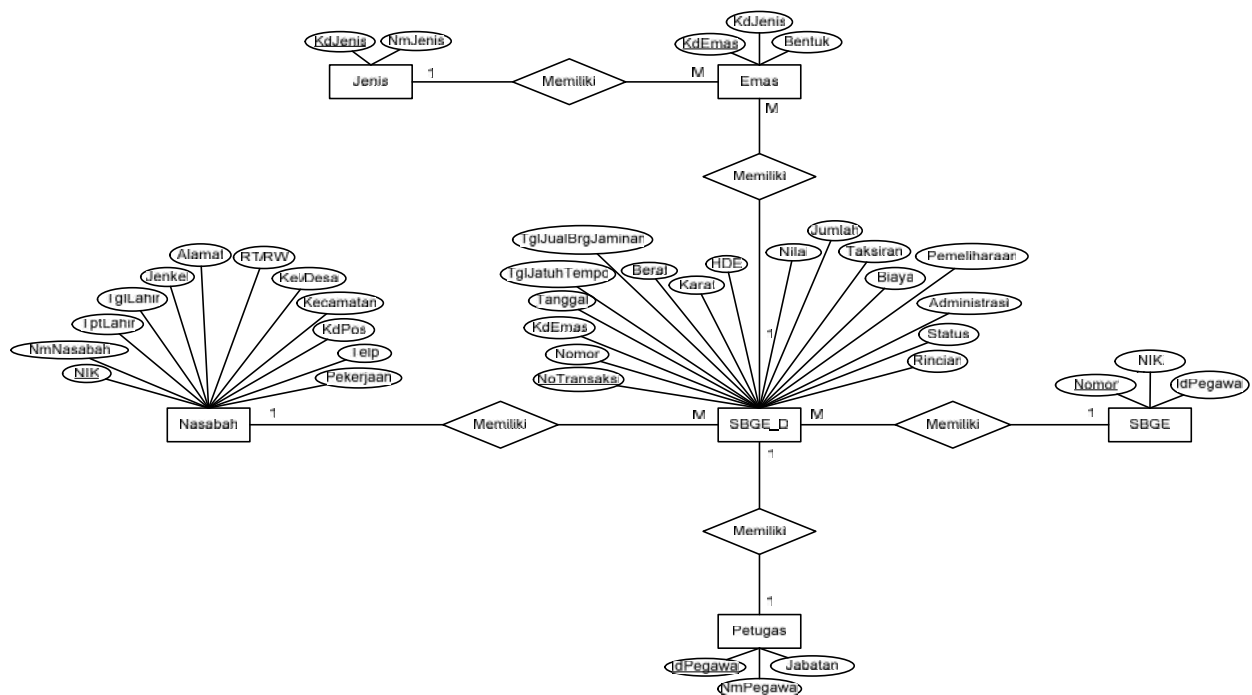 KdJenis
NmJenis
Jenis
1
Memiliki
M
KdJenis
KdEmas
Bentuk
Emas
M
Memiliki
1
Alamat
RT/RW
Jenkel
Kel/Desa
TglLahir
Kecamatan
TptLahir
KdPos
NmNasabah
Telp
NIK
Pekerjaan
Nasabah
1
Memiliki
M
TglJualBrgJaminan
TglJatuhTempo
Berat
HDE
Karat
Tanggal
KdEmas
Nomor
NoTransaksi
Nilai
Jumlah
Taksiran
Pemeliharaan
Biaya
Administrasi
Status
Rincian
SBGE_D
M
Memiliki
1
NIK
Nomor
IdPegawai
SBGE
1
Memiliki
1
Petugas
IdPegawai
Jabatan
NmPegawai